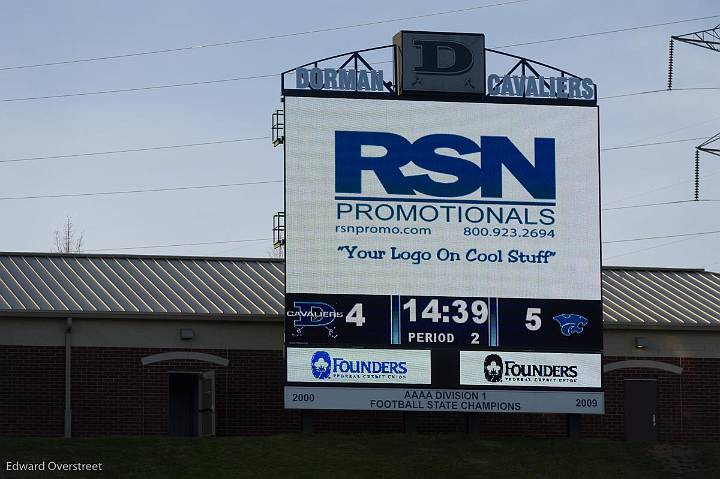 D
DORMAN CAVALIERS
RSN
PROMOTIONALS
rsnpromo.com 800.923.2694
"Your Logo On Cool Stuff"
D
CAVALIERS 4 14:39 5
PERIOD 2
FOUNDERS FOUNDERS
FEDERAL CREDIT UNION FEDERAL CREDIT UNION
2000 AAAA DIVISION 1 2009
FOOTBALL STATE CHAMPIONS
Edward Overstreet